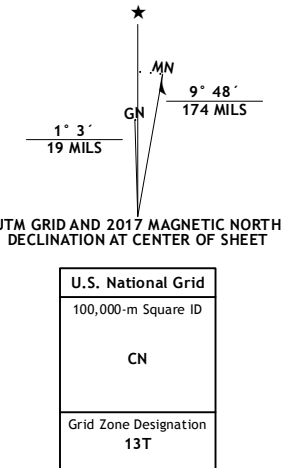 ★
MN
GN
9° 48´
174 MILS
1° 3´
19 MILS
UTM GRID AND 2017 MAGNETIC NORTH
DECLINATION AT CENTER OF SHEET
U.S. National Grid
100,000-m Square ID
CN
Grid Zone Designation
13T